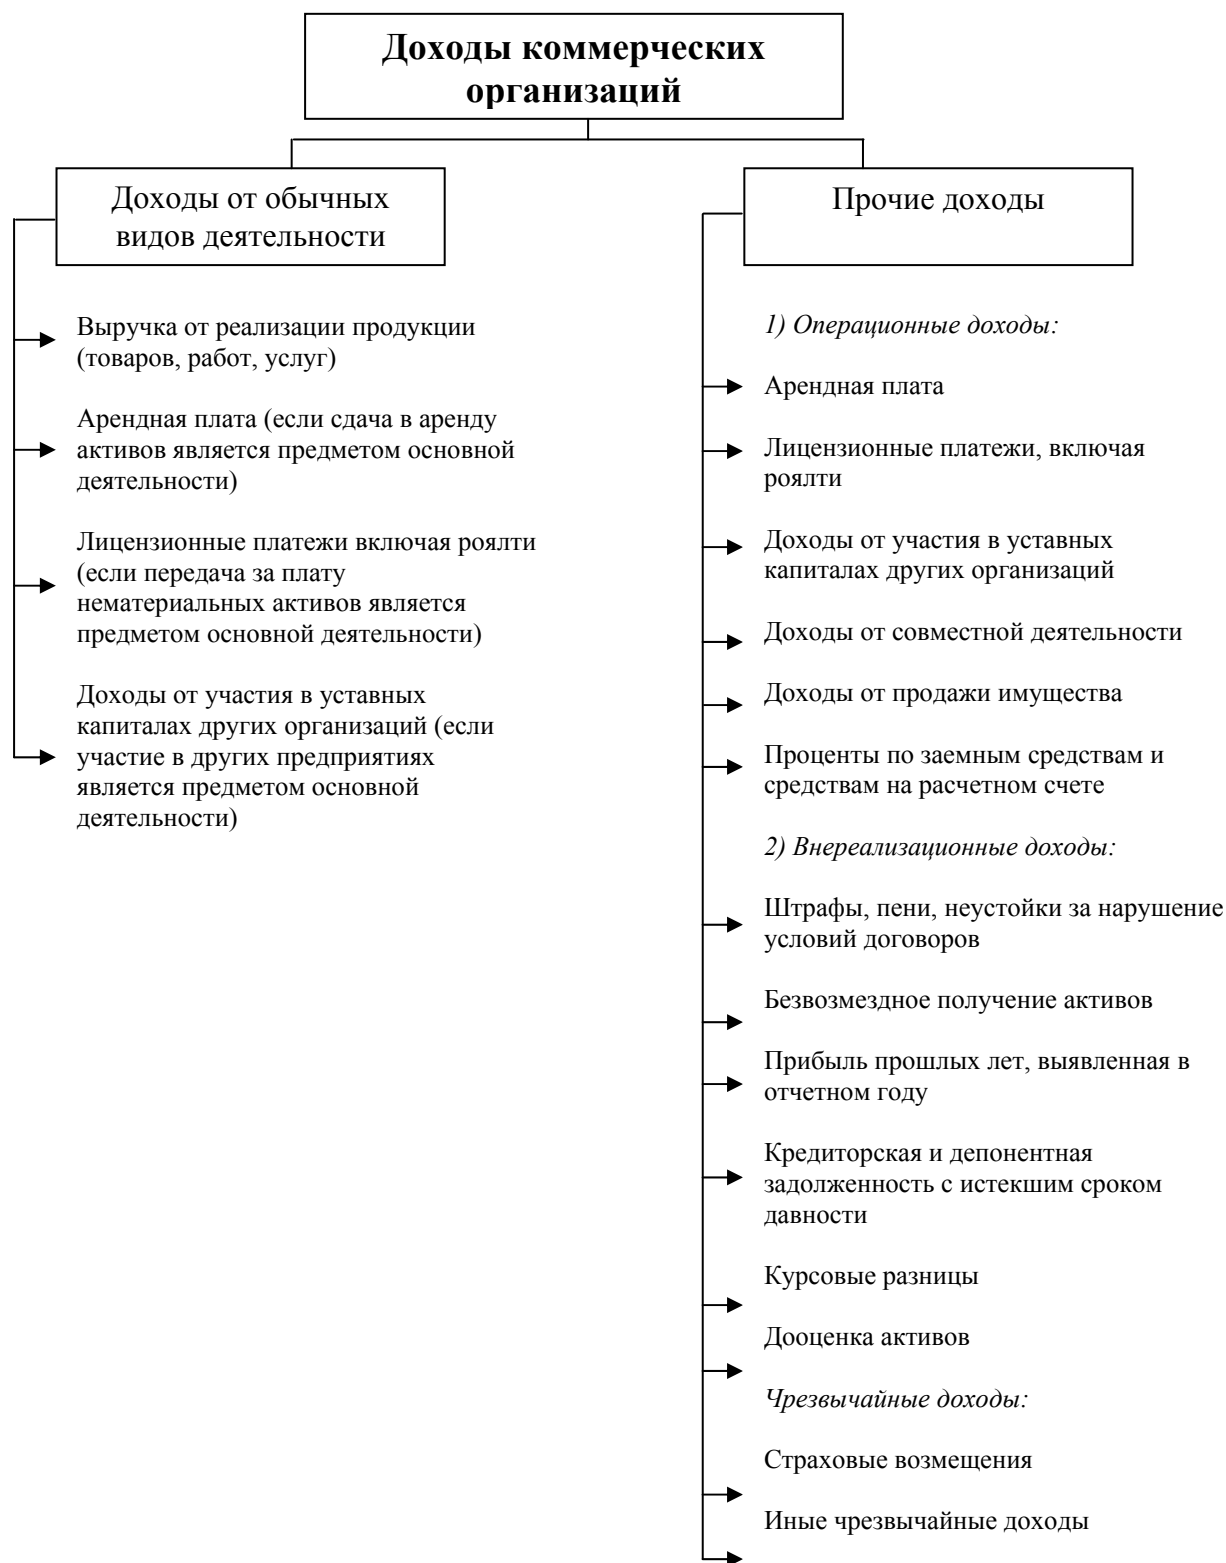 Доходы коммерческих
организаций
Доходы от обычных
видов деятельности
Выручка от реализации продукции
(товаров, работ, услуг)
Арендная плата (если сдача в аренду
активов является предметом основной
деятельности)
Лицензионные платежи включая роялти
(если передача за плату
нематериальных активов является
предметом основной деятельности)
Доходы от участия в уставных
капиталах других организаций (если
участие в других предприятиях
является предметом основной
деятельности)
Прочие доходы
1) Операционные доходы:
Арендная плата
Лицензионные платежи, включая
роялти
Доходы от участия в уставных
капиталах других организаций
Доходы от совместной деятельности
Доходы от продажи имущества
Проценты по заемным средствам и
средствам на расчетном счете
2) Внереализационные доходы:
Штрафы, пени, неустойки за нарушение
условий договоров
Безвозмездное получение активов
Прибыль прошлых лет, выявленная в
отчетном году
Кредиторская и депонентная
задолженность с истекшим сроком
давности
Курсовые разницы
Дооценка активов
Чрезвычайные доходы:
Страховые возмещения
Иные чрезвычайные доходы